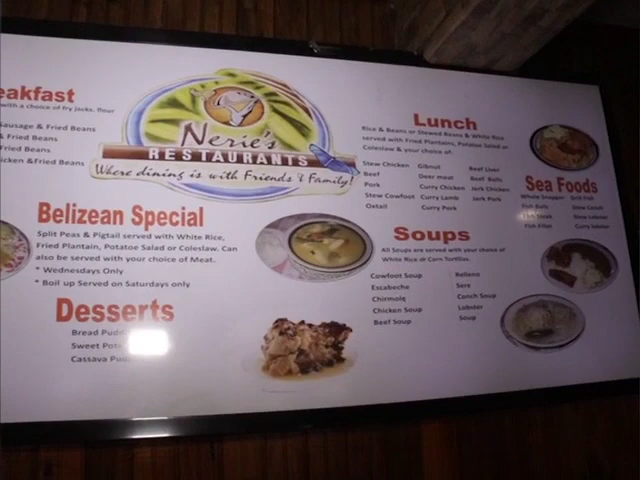 eakfast
with a choice of fry jacks, flour
Sausage & Fried Beans
& Fried Beans
Fried Beans
icken &Fried Beans
Nerie's
RESTAURANTS
Where dining is with Friends & Family!
Belizean Special
Split Peas & Pigtail served with White Rice,
Fried Plantain, Potatoe Salad or Coleslaw. Can
also be served with your choice of Meat.
* Wednesdays Only
* Boil up Served on Saturdays only
Desserts
Bread Pudd
Sweet Po
Cassava Pu
Lunch
Rice & Beans or Stewed Beans & White Rice
served with Fried Plantains, Potatoe Salad or
Coleslaw & your choice of:
Stew Chicken Gibnut Beef Liver
Beef Deer meat Beef Balls
Pork Curry Chicken Jerk Chicken
Stew Cowfoot Curry Lamb Jerk Pork
Oxtail Curry Pork
Soups
All Soups are served with your choice of
White Rice or Corn Tortillas.
Cowfoot Soup Relleno
Escabeche Sere
Chirmole Conch Soup
Chicken Soup Lobster
Beef Soup Soup
Sea Foods
Whole Snapper Grill Fish
Fish Balls Stew Conch
Fish Steak Stew Lobster
Fish Fillet Curry lobster